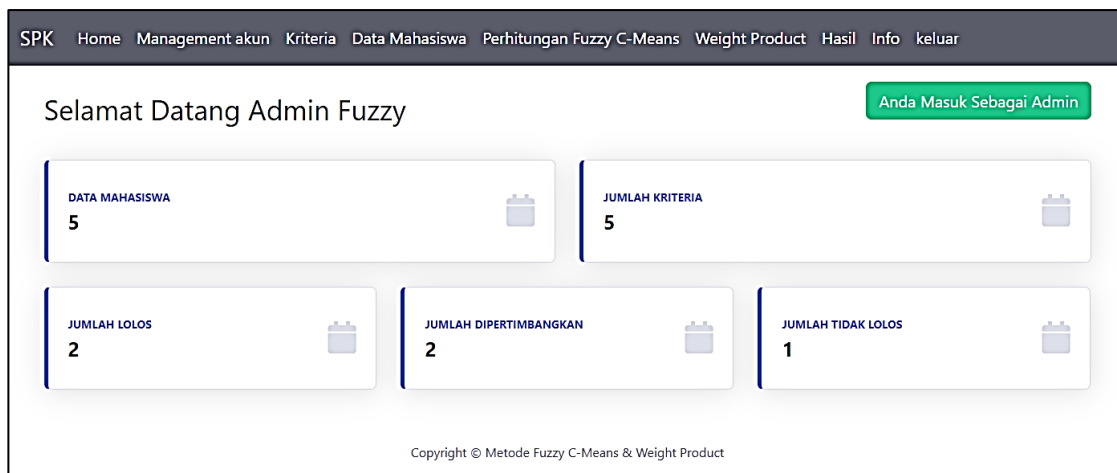 SPK Home Management akun Kriteria Data Mahasiswa Perhitungan Fuzzy C-Means Weight Product Hasil Info keluar
Selamat Datang Admin Fuzzy
Anda Masuk Sebagai Admin
DATA MAHASISWA
5
JUMLAH KRITERIA
5
JUMLAH LOLOS
2
JUMLAH DIPERTIMBANGKAN
2
JUMLAH TIDAK LOLOS
1
Copyright © Metode Fuzzy C-Means & Weight Product